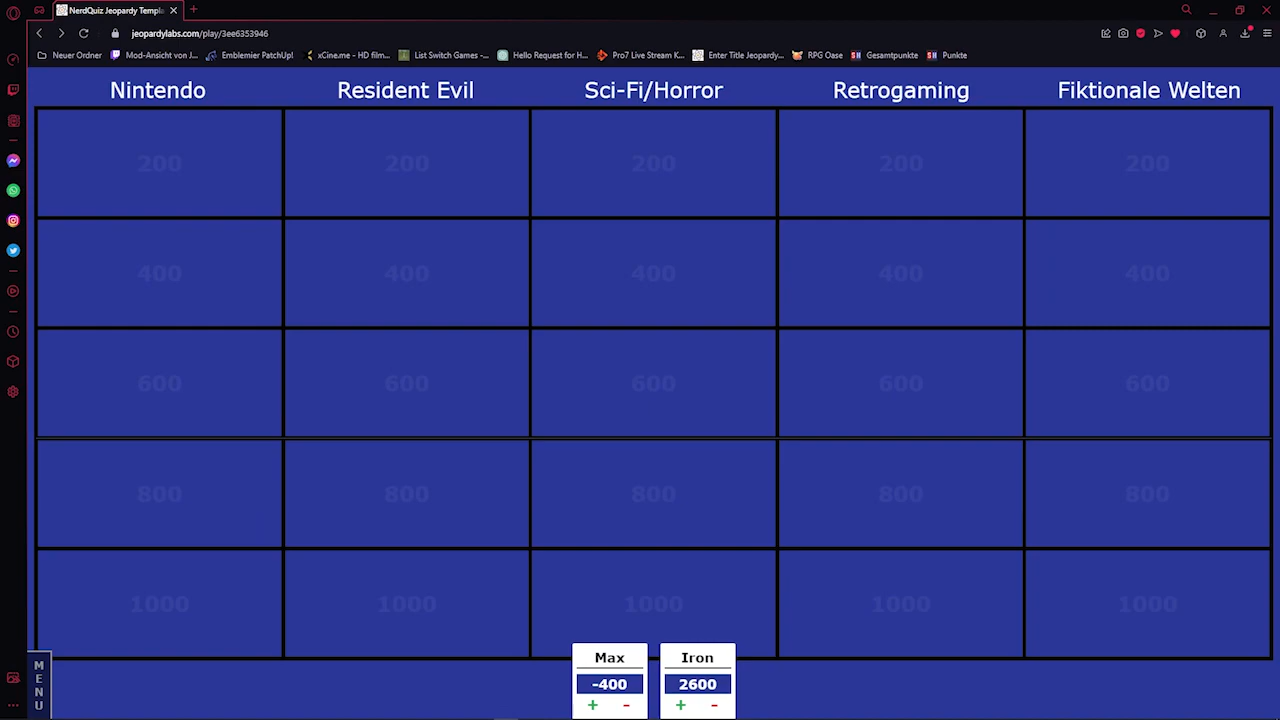 NerdQuiz Jeopardy Templa
jeopardylabs.com/play/3ee6353946
Neuer Ordner Mod-Ansicht von J... Emblemier PatchUp! xCine.me - HD film... List Switch Games -... Hello Request for H... Pro7 Live Stream K... Enter Title Jeopardy... RPG Oase Gesamtpunkte Punkte
Nintendo Resident Evil Sci-Fi/Horror Retrogaming Fiktionale Welten
200 200 200 200 200
400 400 400 400 400
600 600 600 600 600
800 800 800 800 800
1000 1000 1000 1000 1000
MENU
Max Iron
-400 2600
+ - + -